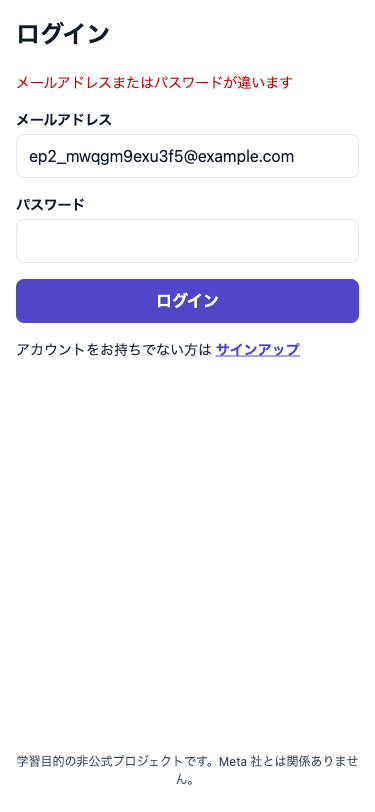 ログイン
メールアドレスまたはパスワードが違います
メールアドレス
ep2_mwqgm9exu3f5@example.com
パスワード
ログイン
アカウントをお持ちでない方は サインアップ
学習目的の非公式プロジェクトです。Meta 社とは関係ありませ
ん。